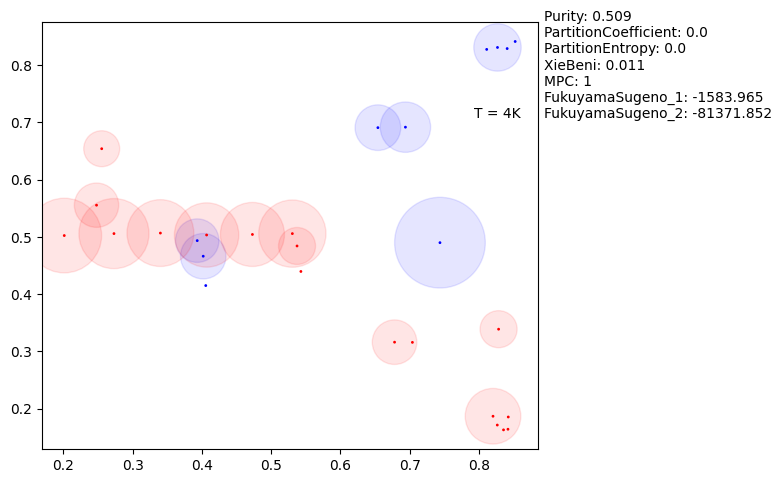 Purity: 0.509
PartitionCoefficient: 0.0
PartitionEntropy: 0.0
XieBeni: 0.011
MPC: 1
FukuyamaSugeno_1: -1583.965
FukuyamaSugeno_2: -81371.852
T = 4K
0.8
0.7
0.6
0.5
0.4
0.3
0.2
0.2 0.3 0.4 0.5 0.6 0.7 0.8